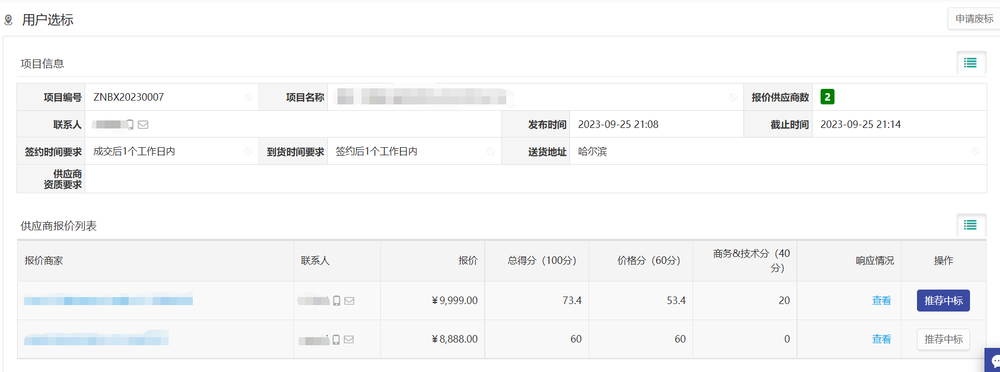 用户选标
申请废标
项目信息
项目编号 ZNBX20230007 项目名称 报价供应商数 2
联系人 发布时间 2023-09-25 21:08 截止时间 2023-09-25 21:14
签约时间要求 成交后1个工作日内 到货时间要求 签约后1个工作日内 送货地址 哈尔滨
供应商
资质要求
供应商报价列表
报价商家 联系人 报价 总得分（100分） 价格分（60分） 商务&技术分（40
分） 响应情况 操作
¥9,999.00 73.4 53.4 20 查看 推荐中标
¥8,888.00 60 60 0 查看 推荐中标